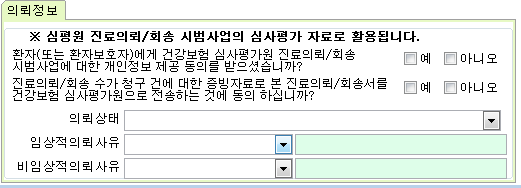 의뢰정보
※ 심평원 진료의뢰/회송 시범사업의 심사평가 자료로 활용됩니다.
환자(또는 환자보호자)에게 건강보험 심사평가원 진료의뢰/회송
시범사업에 대한 개인정보 제공 동의를 받으셨습니까?
예 아니오
진료의뢰/회송 수가 청구 건에 대한 증빙자료로 본 진료의뢰/회송서를
건강보험 심사평가원으로 전송하는 것에 동의 하십니까?
예 아니오
의뢰상태
임상적의뢰사유
비임상적의뢰사유